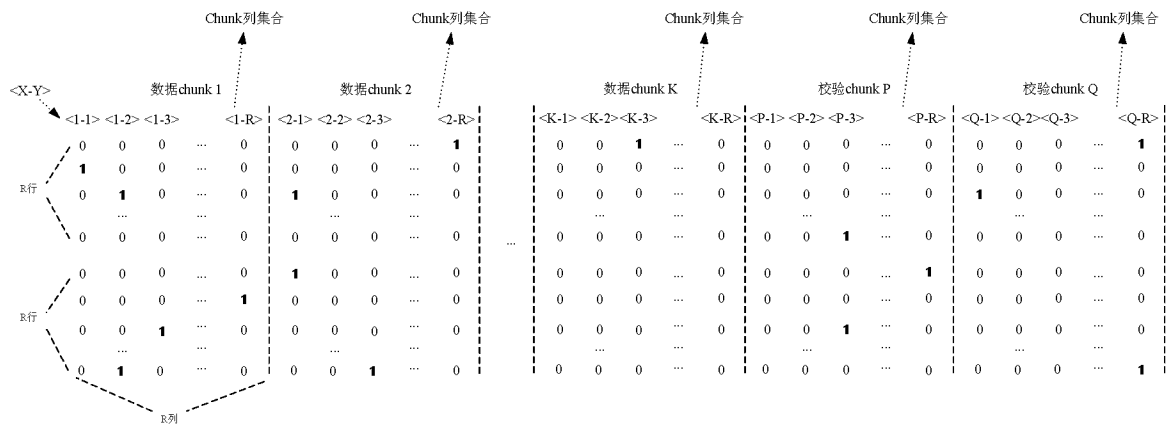 Chunk列集合 Chunk列集合 Chunk列集合 Chunk列集合 Chunk列集合
<X-Y> 数据chunk 1 数据chunk 2 数据chunk K 校验chunk P 校验chunk Q
<1-1> <1-2> <1-3> <1-R> <2-1> <2-2> <2-3> <2-R> <K-1> <K-2> <K-3> <K-R> <P-1> <P-2> <P-3> <P-R> <Q-1> <Q-2> <Q-3> <Q-R>
0 0 0 ... 0 0 0 0 ... 1 0 0 1 ... 0 0 0 0 ... 0 0 0 0 ... 1
1 0 0 ... 0 0 0 0 ... 0 0 0 0 ... 0 0 0 0 ... 0 0 0 0 ... 0
R行
0 1 0 ... 0 1 0 0 ... 0 0 0 0 ... 0 0 0 0 ... 0 1 0 0 ... 0
... ... ... ... ... ... ... ... ... ...
0 0 0 ... 0 0 0 0 ... 0 ... 0 0 0 ... 0 0 0 1 ... 0 0 0 0 ... 0
0 0 0 ... 0 1 0 0 ... 0 0 0 0 ... 0 0 0 0 ... 1 0 0 0 ... 0
0 0 0 ... 1 0 0 0 ... 0 0 0 0 ... 0 0 0 0 ... 0 0 0 0 ... 0
R行
0 0 1 ... 0 0 0 0 ... 0 0 0 0 ... 0 0 0 1 ... 0 0 0 0 ... 0
... ... ... ... ... ... ... ... ... ...
0 1 0 ... 0 0 0 1 ... 0 0 0 0 ... 0 0 0 0 ... 0 0 0 0 ... 1
R列